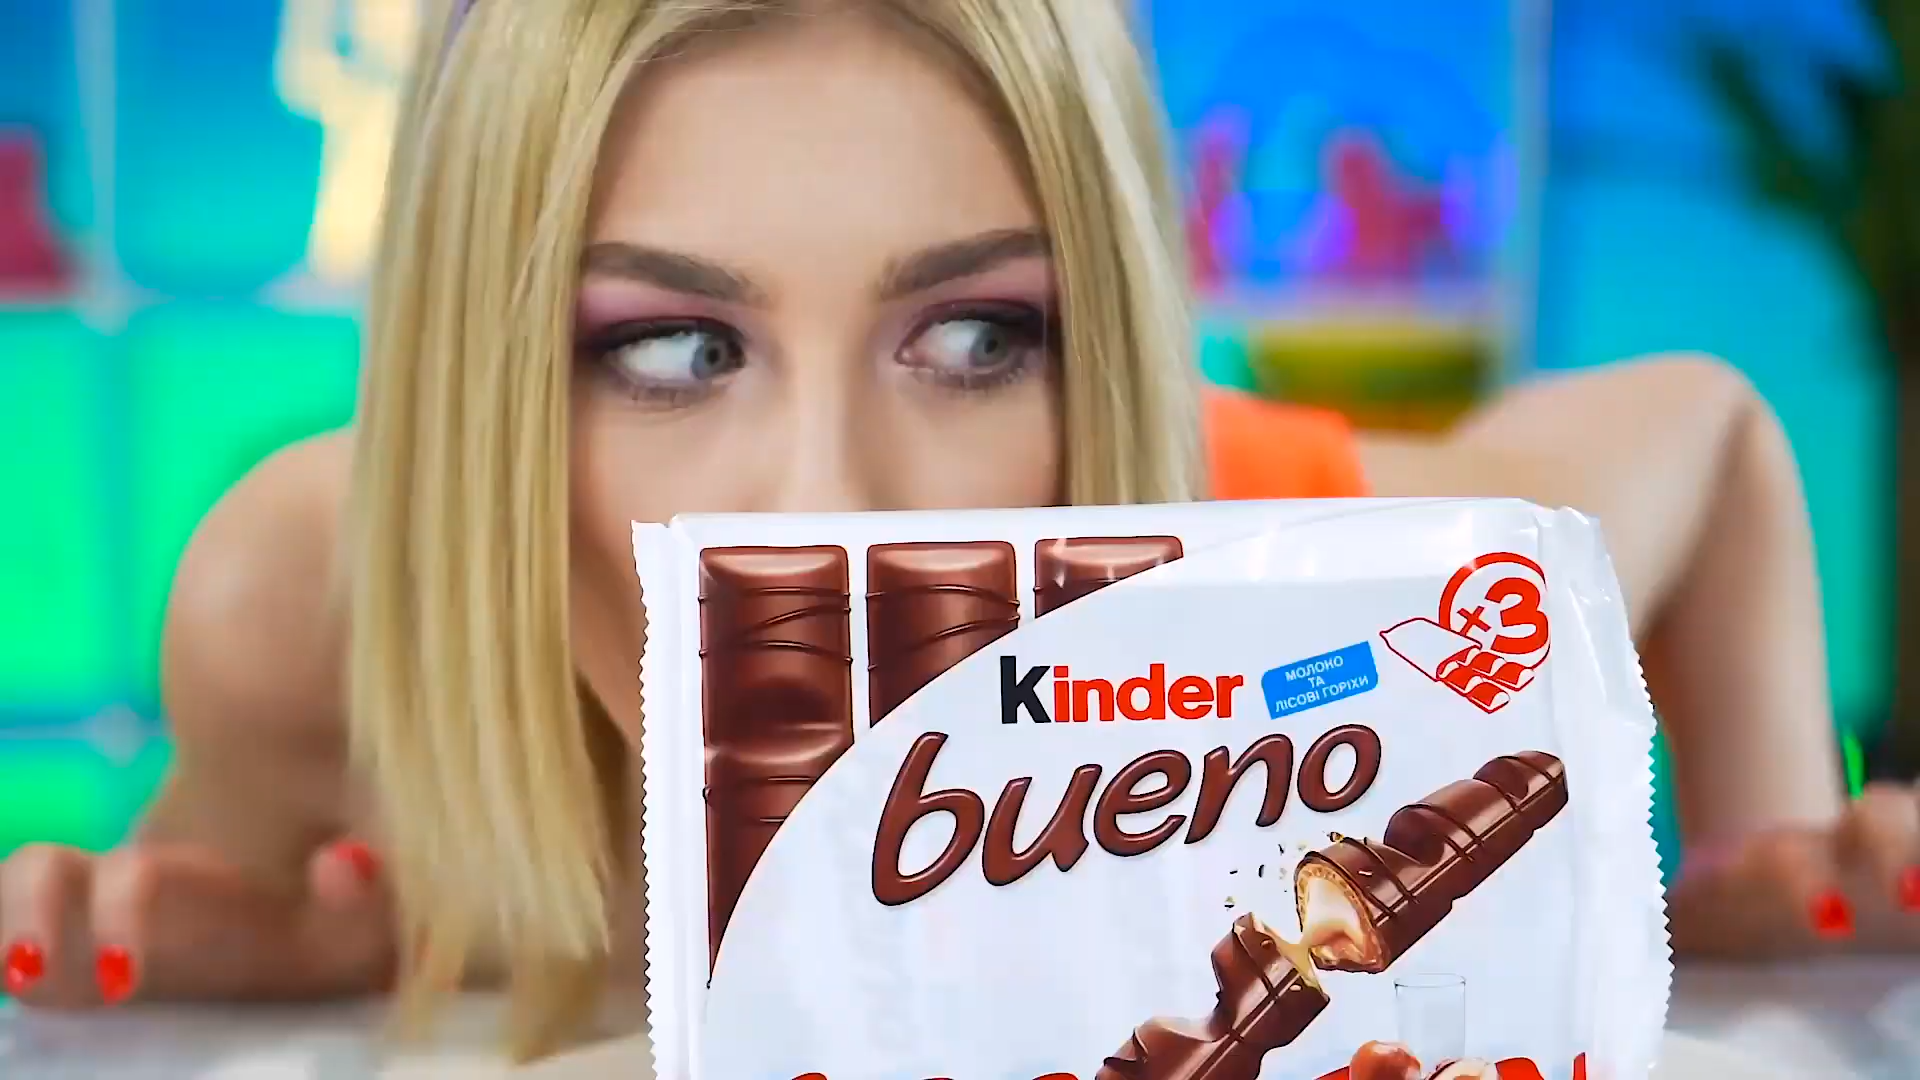 ×3
Kinder
МОЛОКО
ТА
ЛІСОВІ ГОРІХИ
bueno